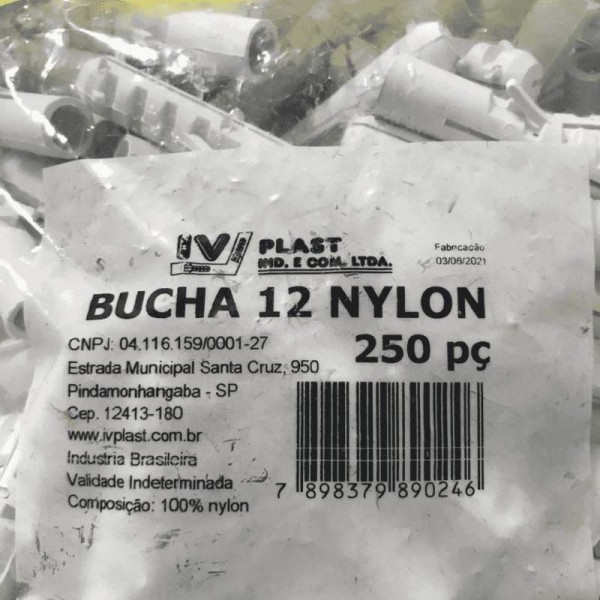 IV PLAST
IND. E COM. LTDA.
Fabricação
03/08/2021
BUCHA 12 NYLON
250 pç
CNPJ: 04.116.159/0001-27
Estrada Municipal Santa Cruz, 950
Pindamonhangaba - SP
Cep. 12413-180
www.ivplast.com.br
Industria Brasileira
Validade Indeterminada
Composição: 100% nylon
7 898379 890246